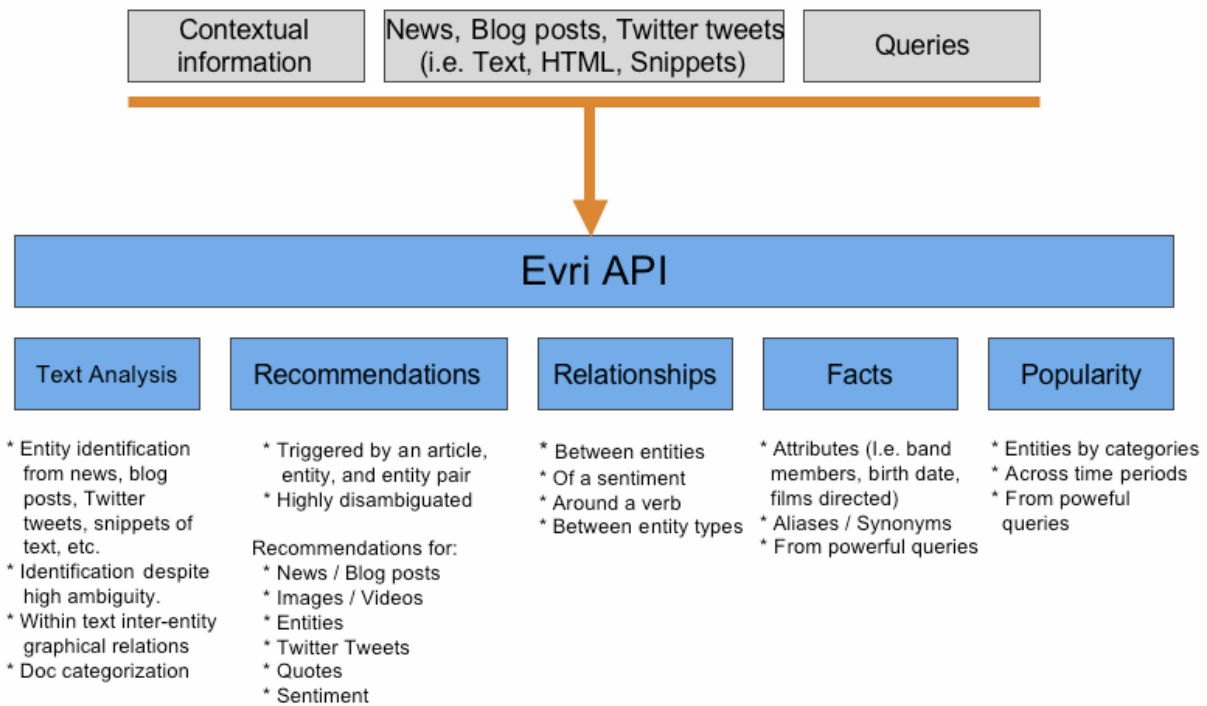 Contextual
information
News, Blog posts, Twitter tweets
(i.e. Text, HTML, Snippets)
Queries
Evri API
Text Analysis
Recommendations
Relationships
Facts
Popularity
* Entity identification
from news, blog
posts, Twitter
tweets, snippets of
text, etc.
* Identification despite
high ambiguity.
* Within text inter-entity
graphical relations
* Doc categorization
* Triggered by an article,
entity, and entity pair
* Highly disambiguated
Recommendations for:
* News / Blog posts
* Images / Videos
* Entities
* Twitter Tweets
* Quotes
* Sentiment
* Between entities
* Of a sentiment
* Around a verb
* Between entity types
* Attributes (I.e. band
members, birth date,
films directed)
* Aliases / Synonyms
* From powerful queries
* Entities by categories
* Across time periods
* From poweful
queries